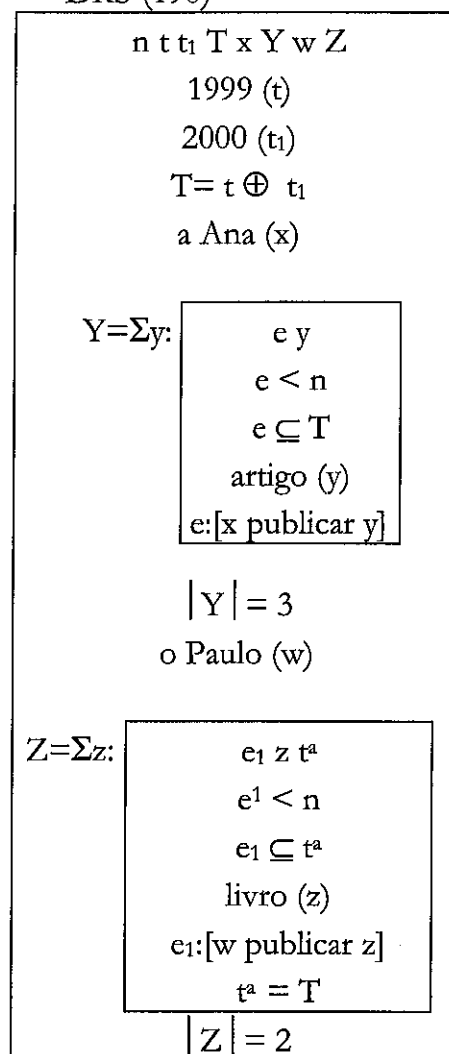 DRS (190)
n t t₁ T x Y w Z
1999 (t)
2000 (t₁)
T= t ⊕ t₁
a Ana (x)
Y=Σy:
e y
e < n
e ⊆ T
artigo (y)
e:[x publicar y]
|Y| = 3
o Paulo (w)
Z=Σz:
e₁ z tᵃ
e¹ < n
e₁ ⊆ tᵃ
livro (z)
e₁:[w publicar z]
tᵃ = T
|Z| = 2